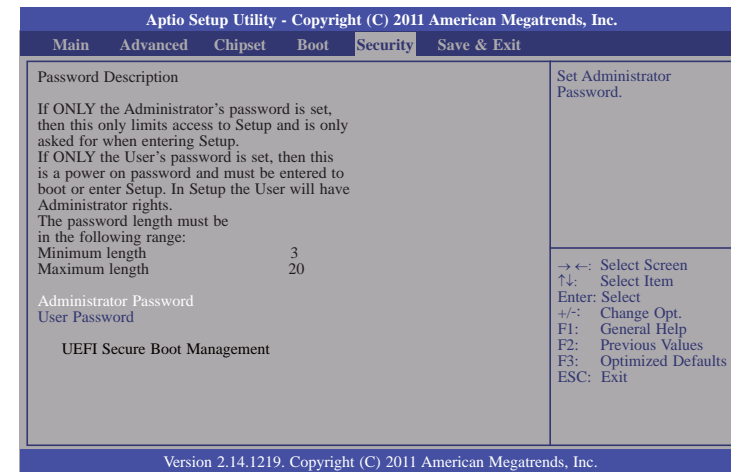 Aptio Setup Utility - Copyright (C) 2011 American Megatrends, Inc.
Main Advanced Chipset Boot Security Save & Exit
Password Description
If ONLY the Administrator's password is set,
then this only limits access to Setup and is only
asked for when entering Setup.
If ONLY the User's password is set, then this
is a power on password and must be entered to
boot or enter Setup. In Setup the User will have
Administrator rights.
The password length must be
in the following range:
Minimum length 3
Maximum length 20
Administrator Password
User Password
UEFI Secure Boot Management
Set Administrator
Password.
→←: Select Screen
↑↓: Select Item
Enter: Select
+/-: Change Opt.
F1: General Help
F2: Previous Values
F3: Optimized Defaults
ESC: Exit
Version 2.14.1219. Copyright (C) 2011 American Megatrends, Inc.